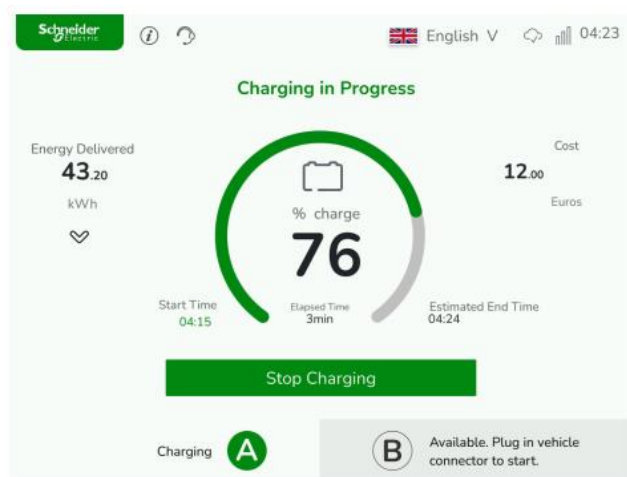 Schneider
Electric
i
English V
04:23
Charging in Progress
Energy Delivered
43.20
kWh
Cost
12.00
Euros
% charge
76
Elapsed Time
3min
Start Time
04:15
Estimated End Time
04:24
Stop Charging
Charging A
B
Available. Plug in vehicle
connector to start.